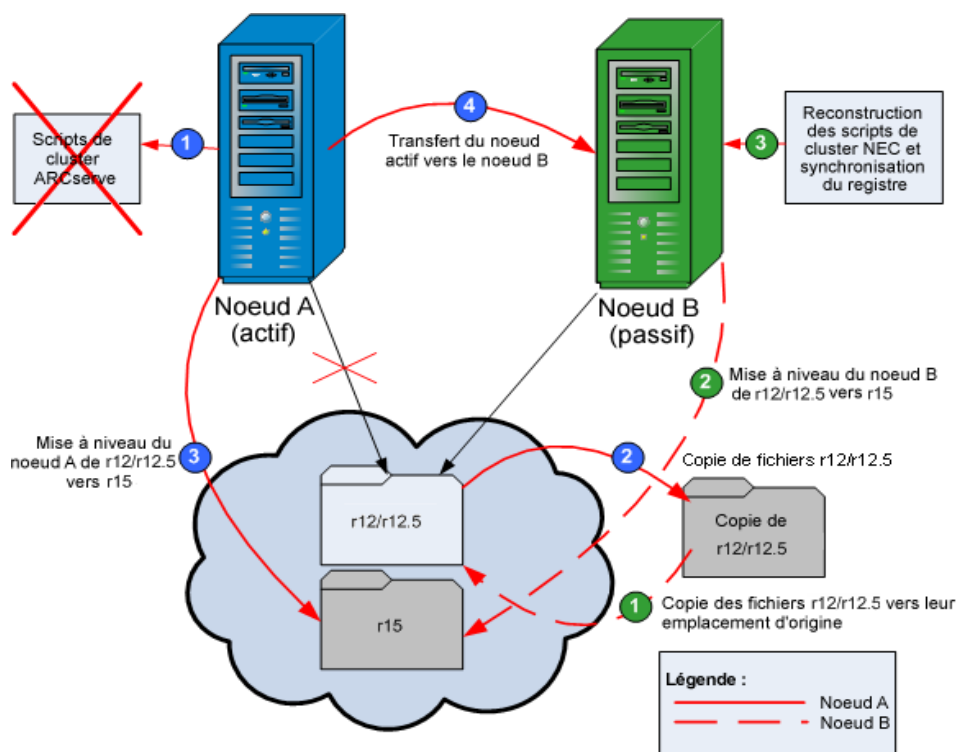 4
Transfert du noeud
actif vers le noeud B
1
Scripts de
cluster
ARCserve
3
Reconstruction
des scripts de
cluster NEC et
synchronisation
du registre
Noeud A
(actif)
Noeud B
(passif)
2
Mise à niveau du noeud B
de r12/r12.5 vers r15
Mise à niveau du
noeud A de r12/r12.5
vers r15
3
2
Copie de fichiers r12/r12.5
r12/r12.5
Copie de
r12/r12.5
r15
1
Copie des fichiers r12/r12.5 vers leur
emplacement d'origine
Légende :
Noeud A
Noeud B